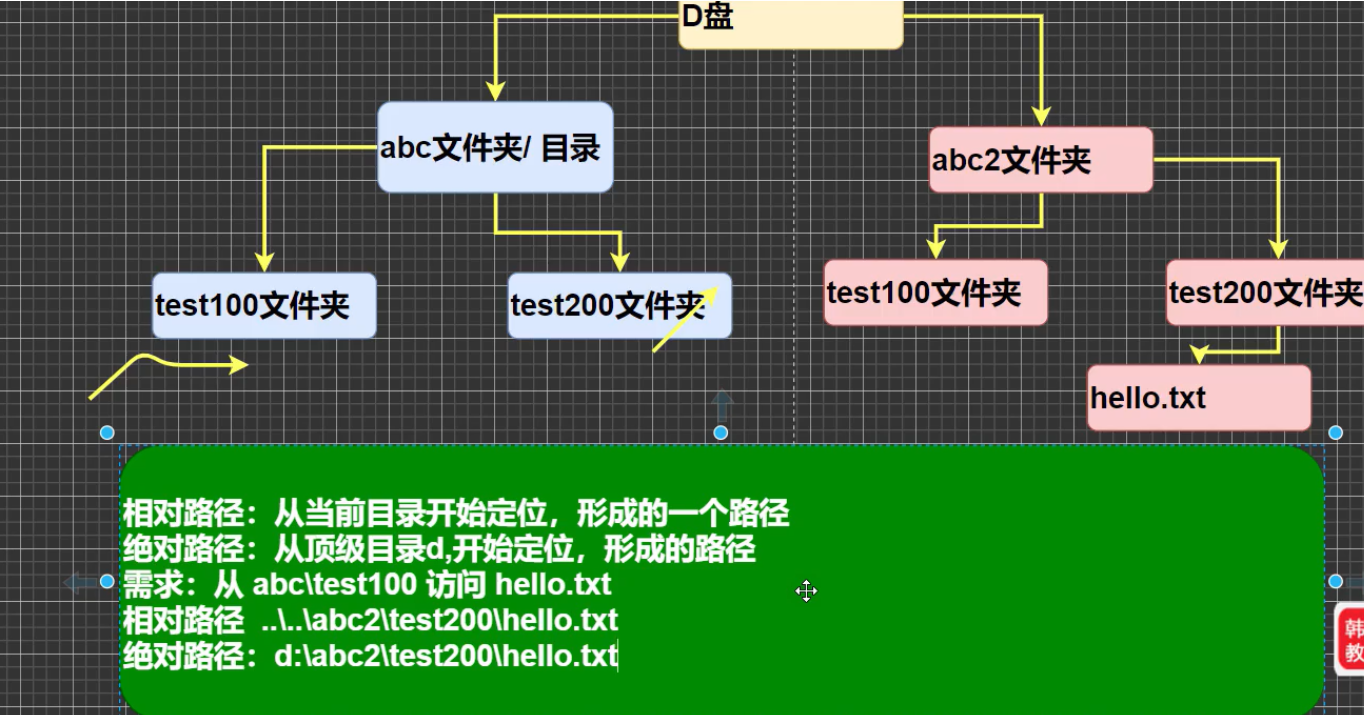 D盘
abc文件夹/ 目录
abc2文件夹
test100文件夹
test200文件夹
test100文件夹
test200文件夹
hello.txt
相对路径：从当前目录开始定位，形成的一个路径
绝对路径：从顶级目录d,开始定位，形成的路径
需求：从 abc\test100 访问 hello.txt
相对路径 ..\..\abc2\test200\hello.txt
绝对路径：d:\abc2\test200\hello.txt
韩
教